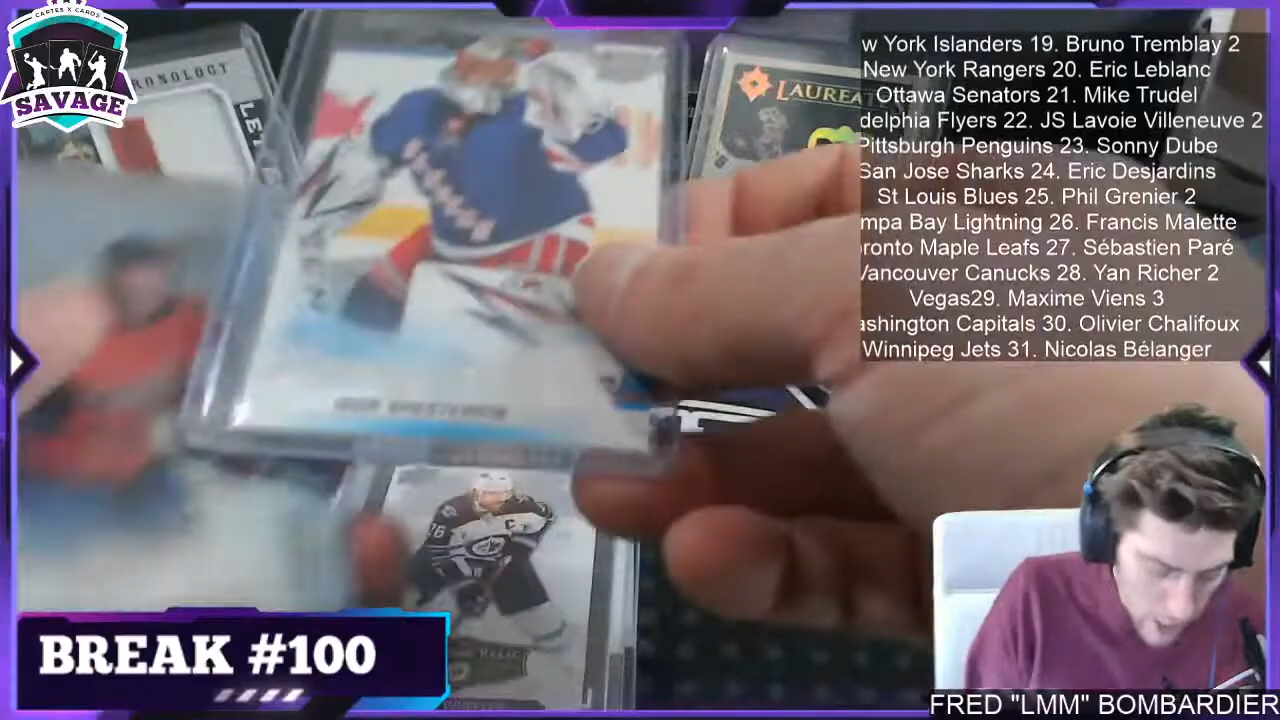 CARTES X CARDS
SAVAGE
LAUREA
w York Islanders 19. Bruno Tremblay 2
New York Rangers 20. Eric Leblanc
Ottawa Senators 21. Mike Trudel
delphia Flyers 22. JS Lavoie Villeneuve 2
Pittsburgh Penguins 23. Sonny Dube
San Jose Sharks 24. Eric Desjardins
St Louis Blues 25. Phil Grenier 2
mpa Bay Lightning 26. Francis Malette
oronto Maple Leafs 27. Sébastien Paré
Vancouver Canucks 28. Yan Richer 2
Vegas29. Maxime Viens 3
ashington Capitals 30. Olivier Chalifoux
Winnipeg Jets 31. Nicolas Bélanger
BREAK #100
FRED "LMM" BOMBARDIER